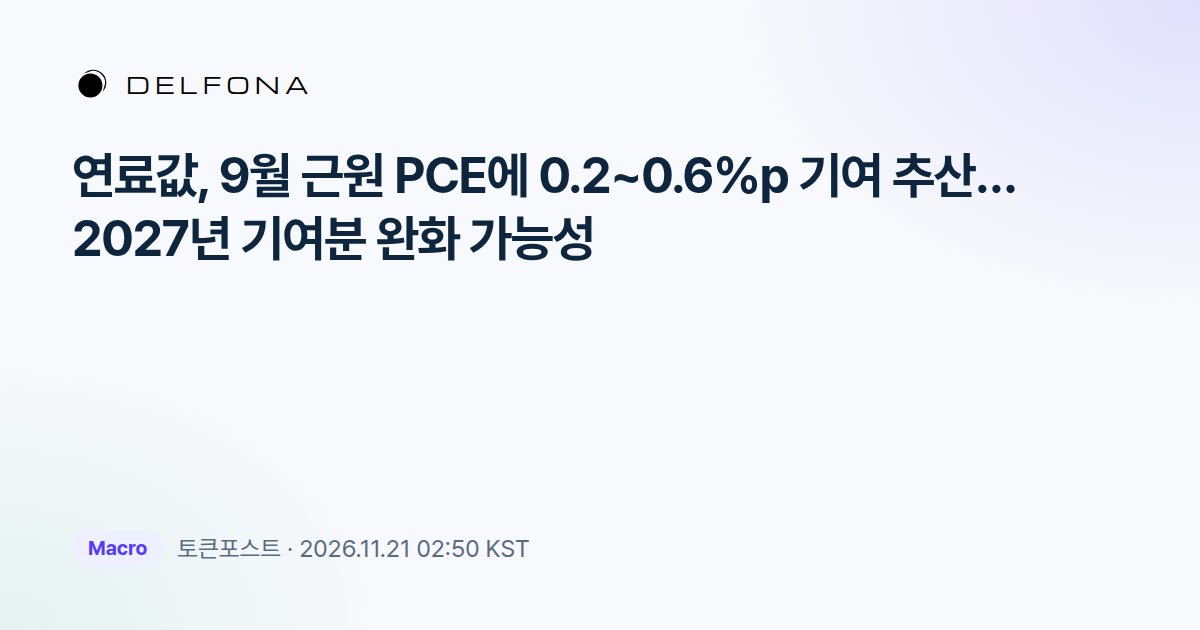 DELFONA
연료값, 9월 근원 PCE에 0.2~0.6%p 기여 추산...
2027년 기여분 완화 가능성
Macro 토큰포스트 · 2026.11.21 02:50 KST